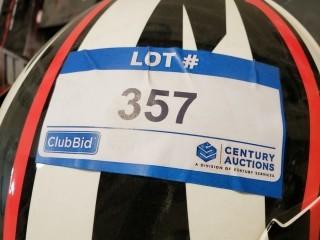 LOT #
357
ClubBid
CENTURY
AUCTIONS
A DIVISION OF CENTURY SERVICES